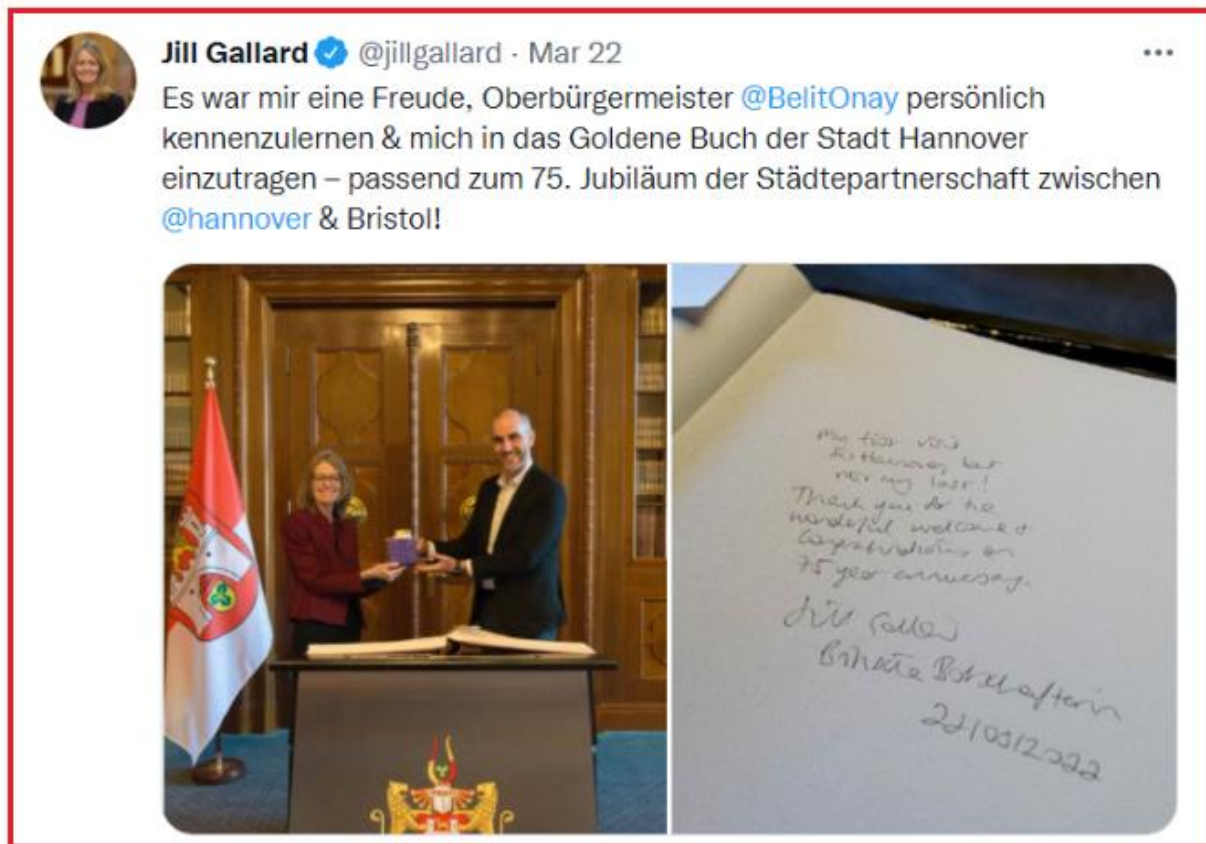 Jill Gallard @jillgallard · Mar 22
Es war mir eine Freude, Oberbürgermeister @BelitOnay persönlich
kennenzulernen & mich in das Goldene Buch der Stadt Hannover
einzutragen – passend zum 75. Jubiläum der Städtepartnerschaft zwischen
@hannover & Bristol!
My first visit
to Hannover, but
not my last!
Thank you for the
wonderful welcome &
Congratulations on
75 year anniversary.
Jill Gallard
Britische Botschafterin
22/03/2022